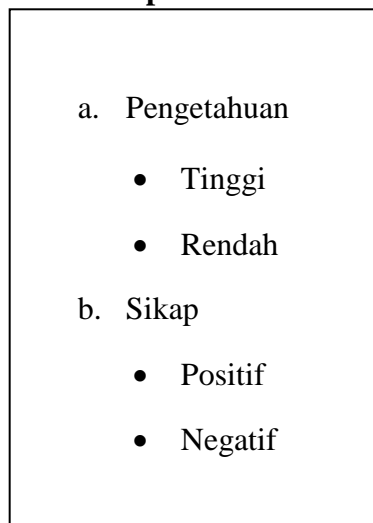 a. Pengetahuan
• Tinggi
• Rendah
b. Sikap
• Positif
• Negatif